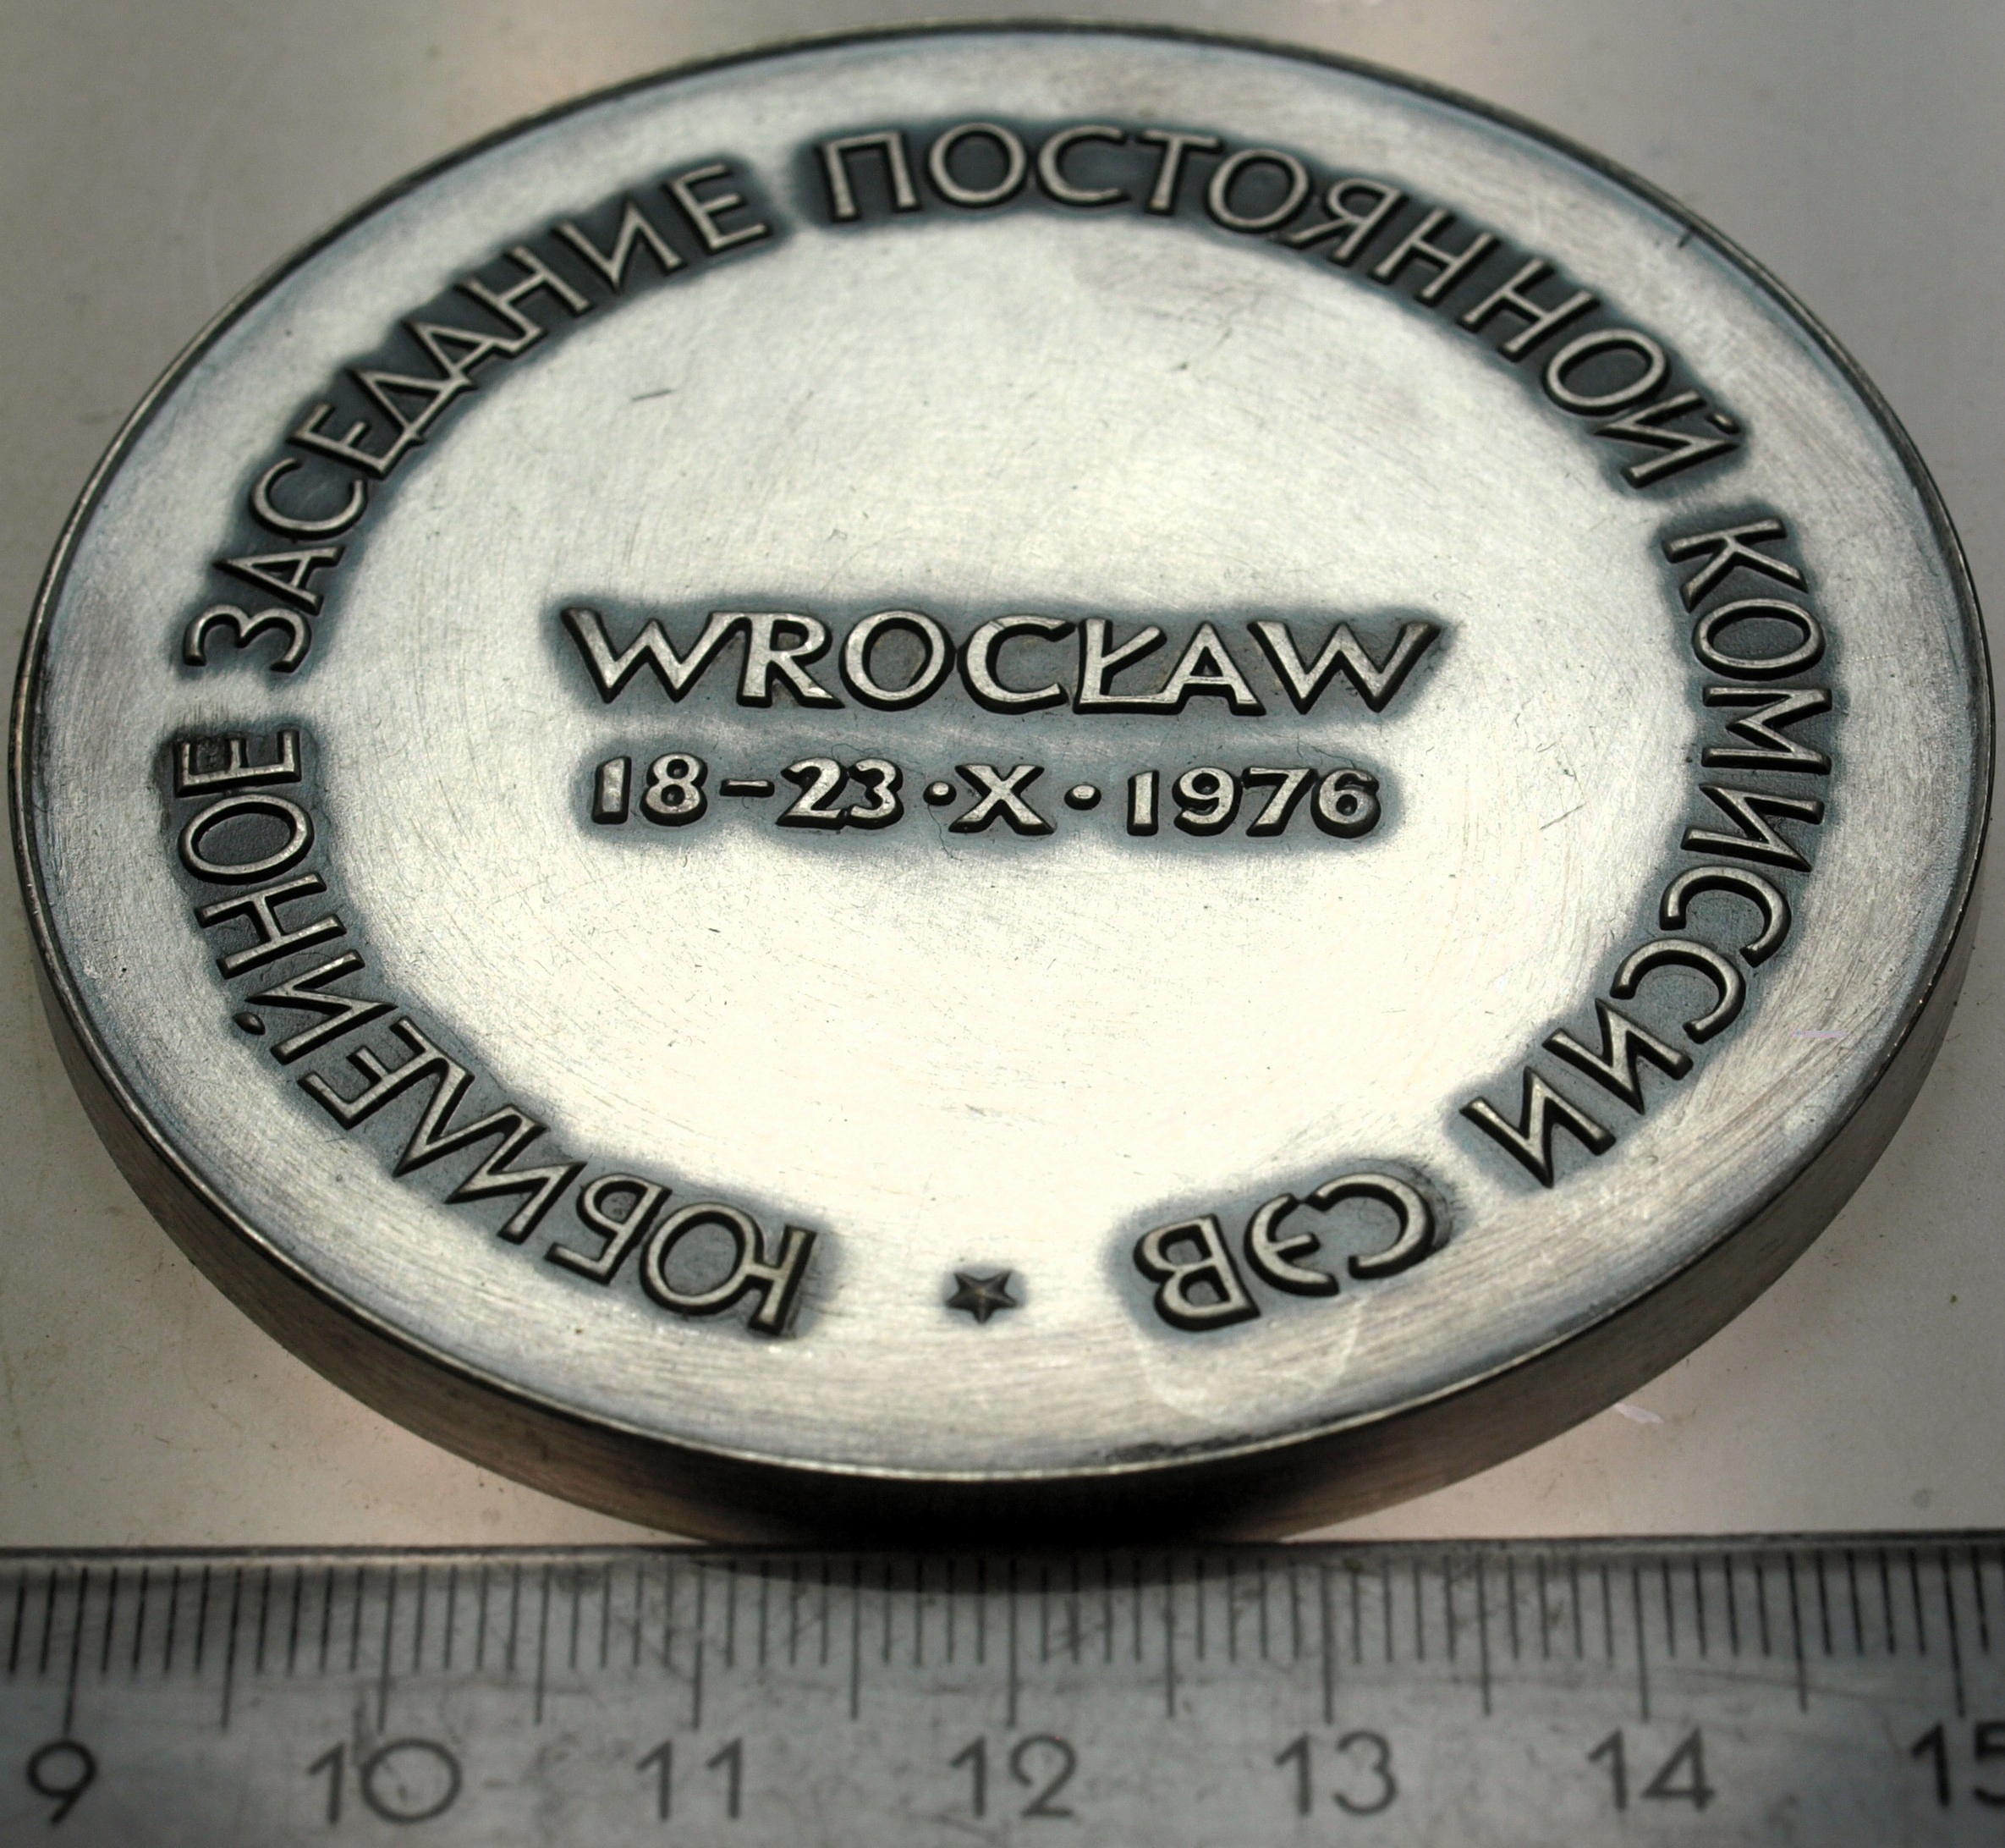 ЮБИЛЕЙНОЕ ЗАСЕДАНИЕ ПОСТОЯННОЙ КОМИССИИ СЭВ
WROCŁAW
18-23·X·1976
9 10 11 12 13 14 15